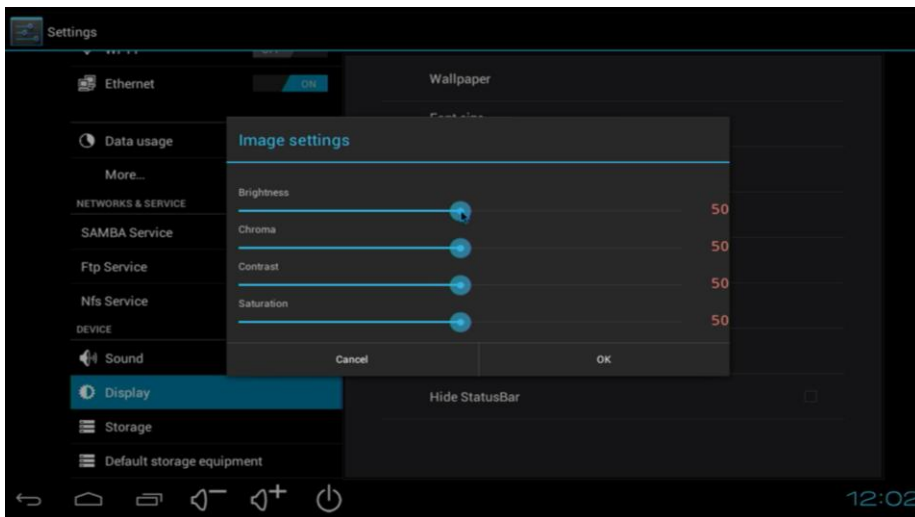 Settings
Ethernet
ON
Wallpaper
Font size
Data usage
Image settings
More...
Brightness
NETWORKS & SERVICE
50
SAMBA Service
Chroma
50
Ftp Service
Contrast
50
Nfs Service
Saturation
50
DEVICE
Sound
Cancel
OK
Display
Hide StatusBar
Storage
Default storage equipment
12:02